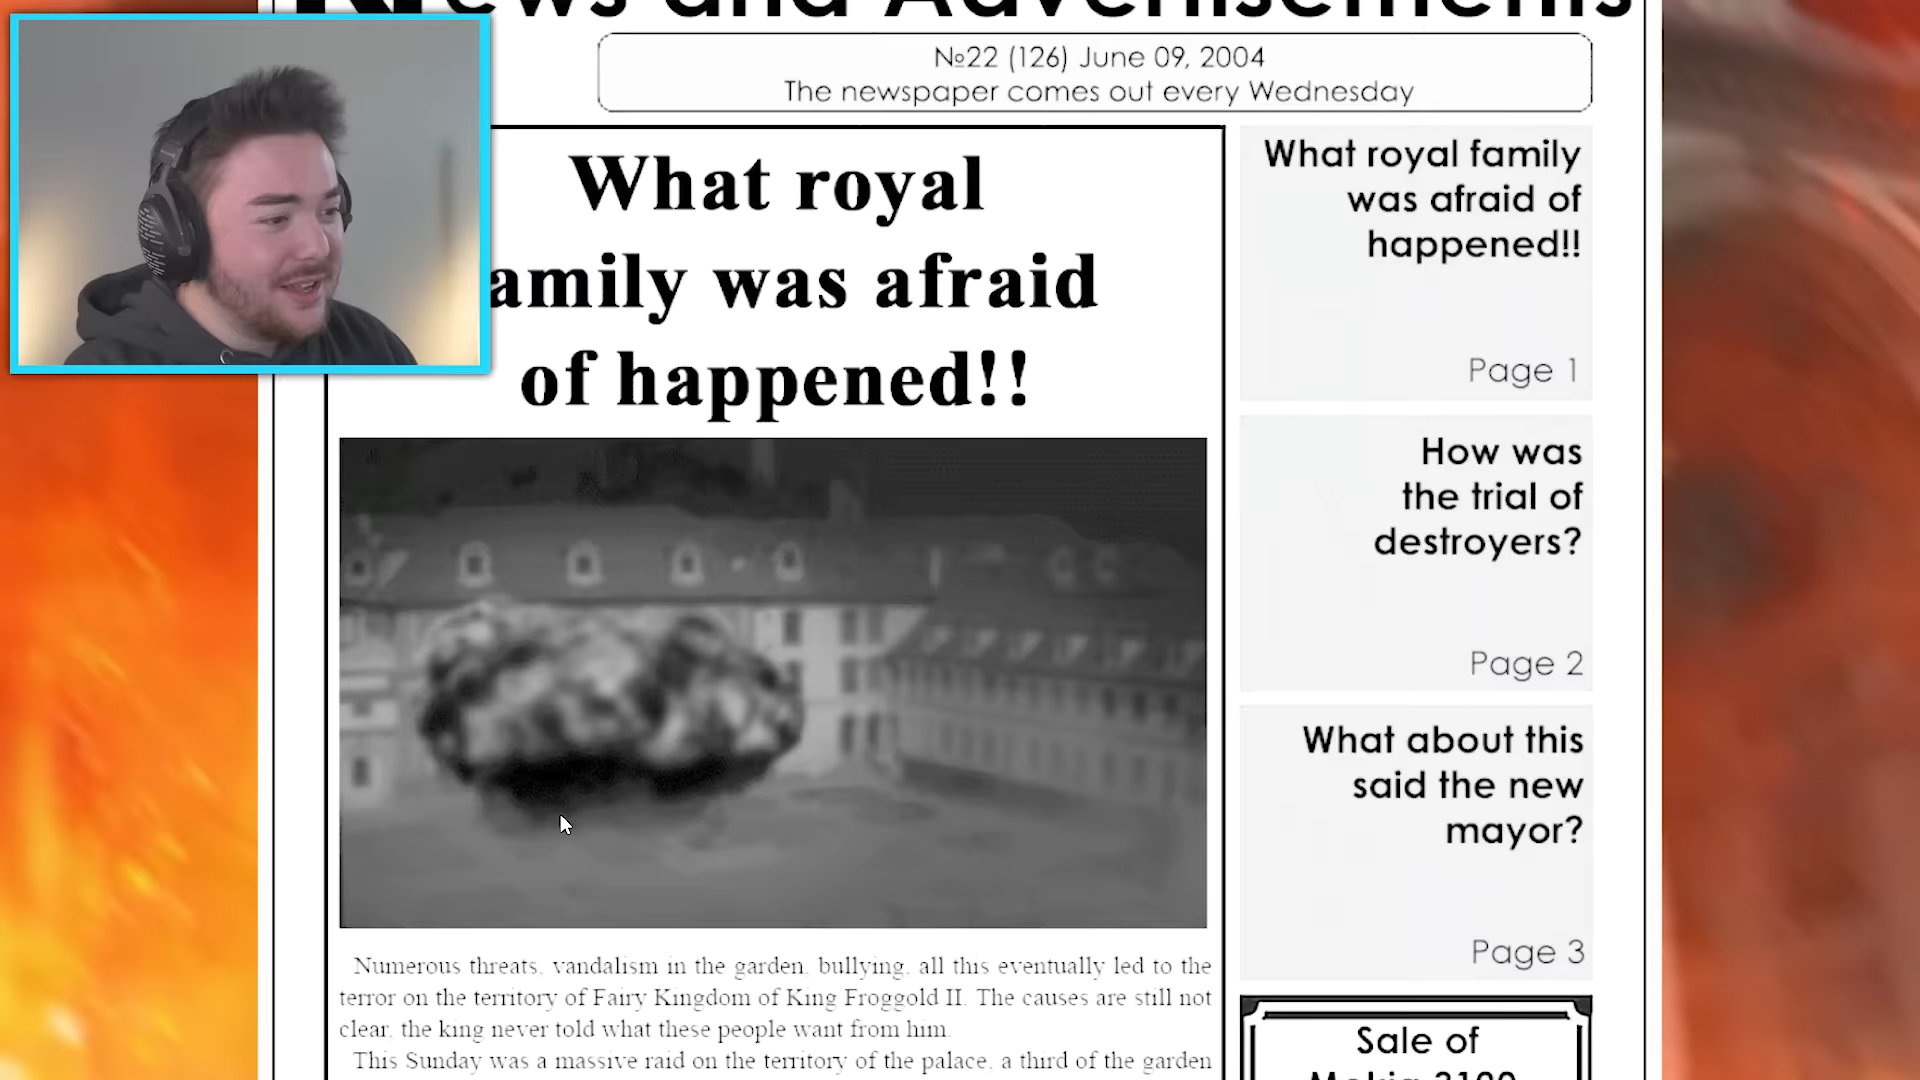 News and Advertisements
№22 (126) June 09, 2004
The newspaper comes out every Wednesday
What royal
amily was afraid
of happened!!
Numerous threats, vandalism in the garden, bullying, all this eventually led to the
terror on the territory of Fairy Kingdom of King Froggold II. The causes are still not
clear, the king never told what these people want from him.
This Sunday was a massive raid on the territory of the palace, a third of the garden
What royal family
was afraid of
happened!!
Page 1
How was
the trial of
destroyers?
Page 2
What about this
said the new
mayor?
Page 3
Sale of
Mokia 3100